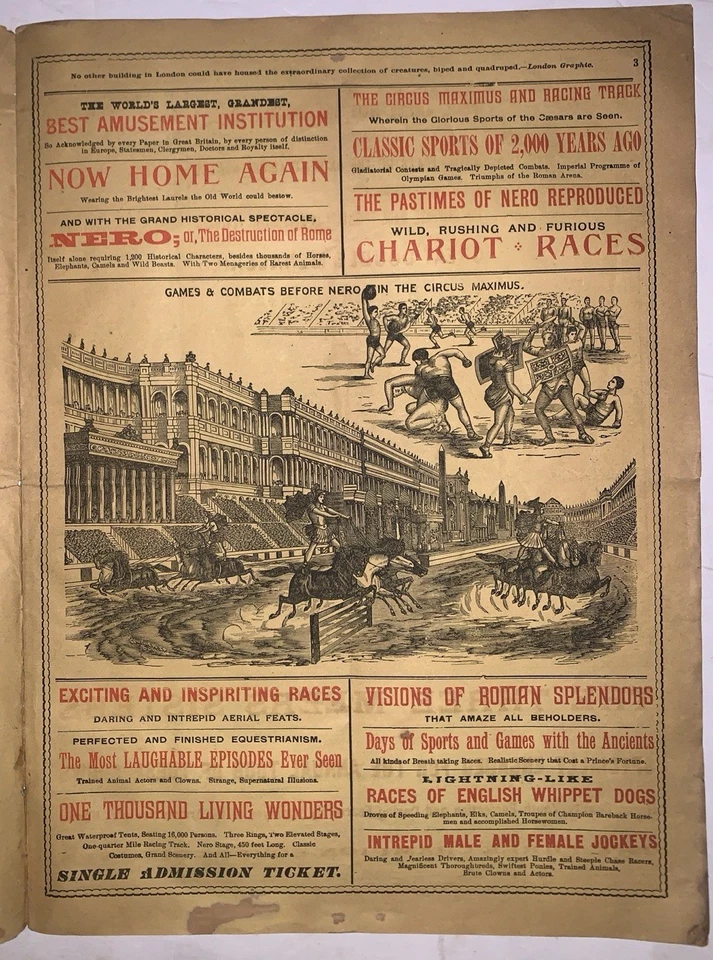 No other building in London could have housed the extraordinary collection of creatures, biped and quadruped.—London Graphic.
3
THE WORLD'S LARGEST, GRANDEST,
BEST AMUSEMENT INSTITUTION
So Acknowledged by every Paper in Great Britain, by every person of distinction
in Europe, Statesmen, Clergymen, Doctors and Royalty itself.
NOW HOME AGAIN
Wearing the Brightest Laurels the Old World could bestow.
AND WITH THE GRAND HISTORICAL SPECTACLE,
NERO; or, The Destruction of Rome
Itself alone requiring 1,200 Historical Characters, besides thousands of Horses,
Elephants, Camels and Wild Beasts. With Two Menageries of Rarest Animals.
THE CIRCUS MAXIMUS AND RACING TRACK
Wherein the Glorious Sports of the Cæsars are Seen.
CLASSIC SPORTS OF 2,000 YEARS AGO
Gladiatorial Contests and Tragically Depicted Combats. Imperial Programme of
Olympian Games. Triumphs of the Roman Arena.
THE PASTIMES OF NERO REPRODUCED
WILD, RUSHING AND FURIOUS
CHARIOT RACES
GAMES & COMBATS BEFORE NERO IN THE CIRCUS MAXIMUS.
EXCITING AND INSPIRITING RACES
DARING AND INTREPID AERIAL FEATS.
PERFECTED AND FINISHED EQUESTRIANISM.
The Most LAUGHABLE EPISODES Ever Seen
Trained Animal Actors and Clowns. Strange, Supernatural Illusions.
ONE THOUSAND LIVING WONDERS
Great Waterproof Tents, Seating 16,000 Persons. Three Rings, Two Elevated Stages,
One-quarter Mile Racing Track. Nero Stage, 450 feet Long. Classic
Costumes, Grand Scenery. And All—Everything for a
SINGLE ADMISSION TICKET.
VISIONS OF ROMAN SPLENDORS
THAT AMAZE ALL BEHOLDERS.
Days of Sports and Games with the Ancients
All kinds of Breath taking Races. Realistic Scenery that Cost a Prince's Fortune.
LIGHTNING-LIKE
RACES OF ENGLISH WHIPPET DOGS
Droves of Speeding Elephants, Elks, Camels, Troupes of Champion Bareback Horse-
men and accomplished Horsewomen.
INTREPID MALE AND FEMALE JOCKEYS
Daring and Fearless Drivers, Amazingly expert Hurdle and Steeple Chase Racers,
Magnificent Thoroughbreds, Swiftest Ponies, Trained Animals,
Brute Clowns and Actors.